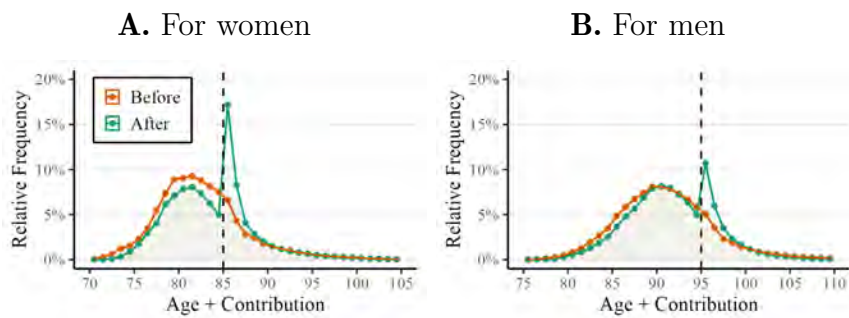 A. For women
B. For men
20%
15%
10%
5%
0%
Relative Frequency
Before
After
70 75 80 85 90 95 100 105
Age + Contribution
20%
15%
10%
5%
0%
Relative Frequency
75 80 85 90 95 100 105 110
Age + Contribution